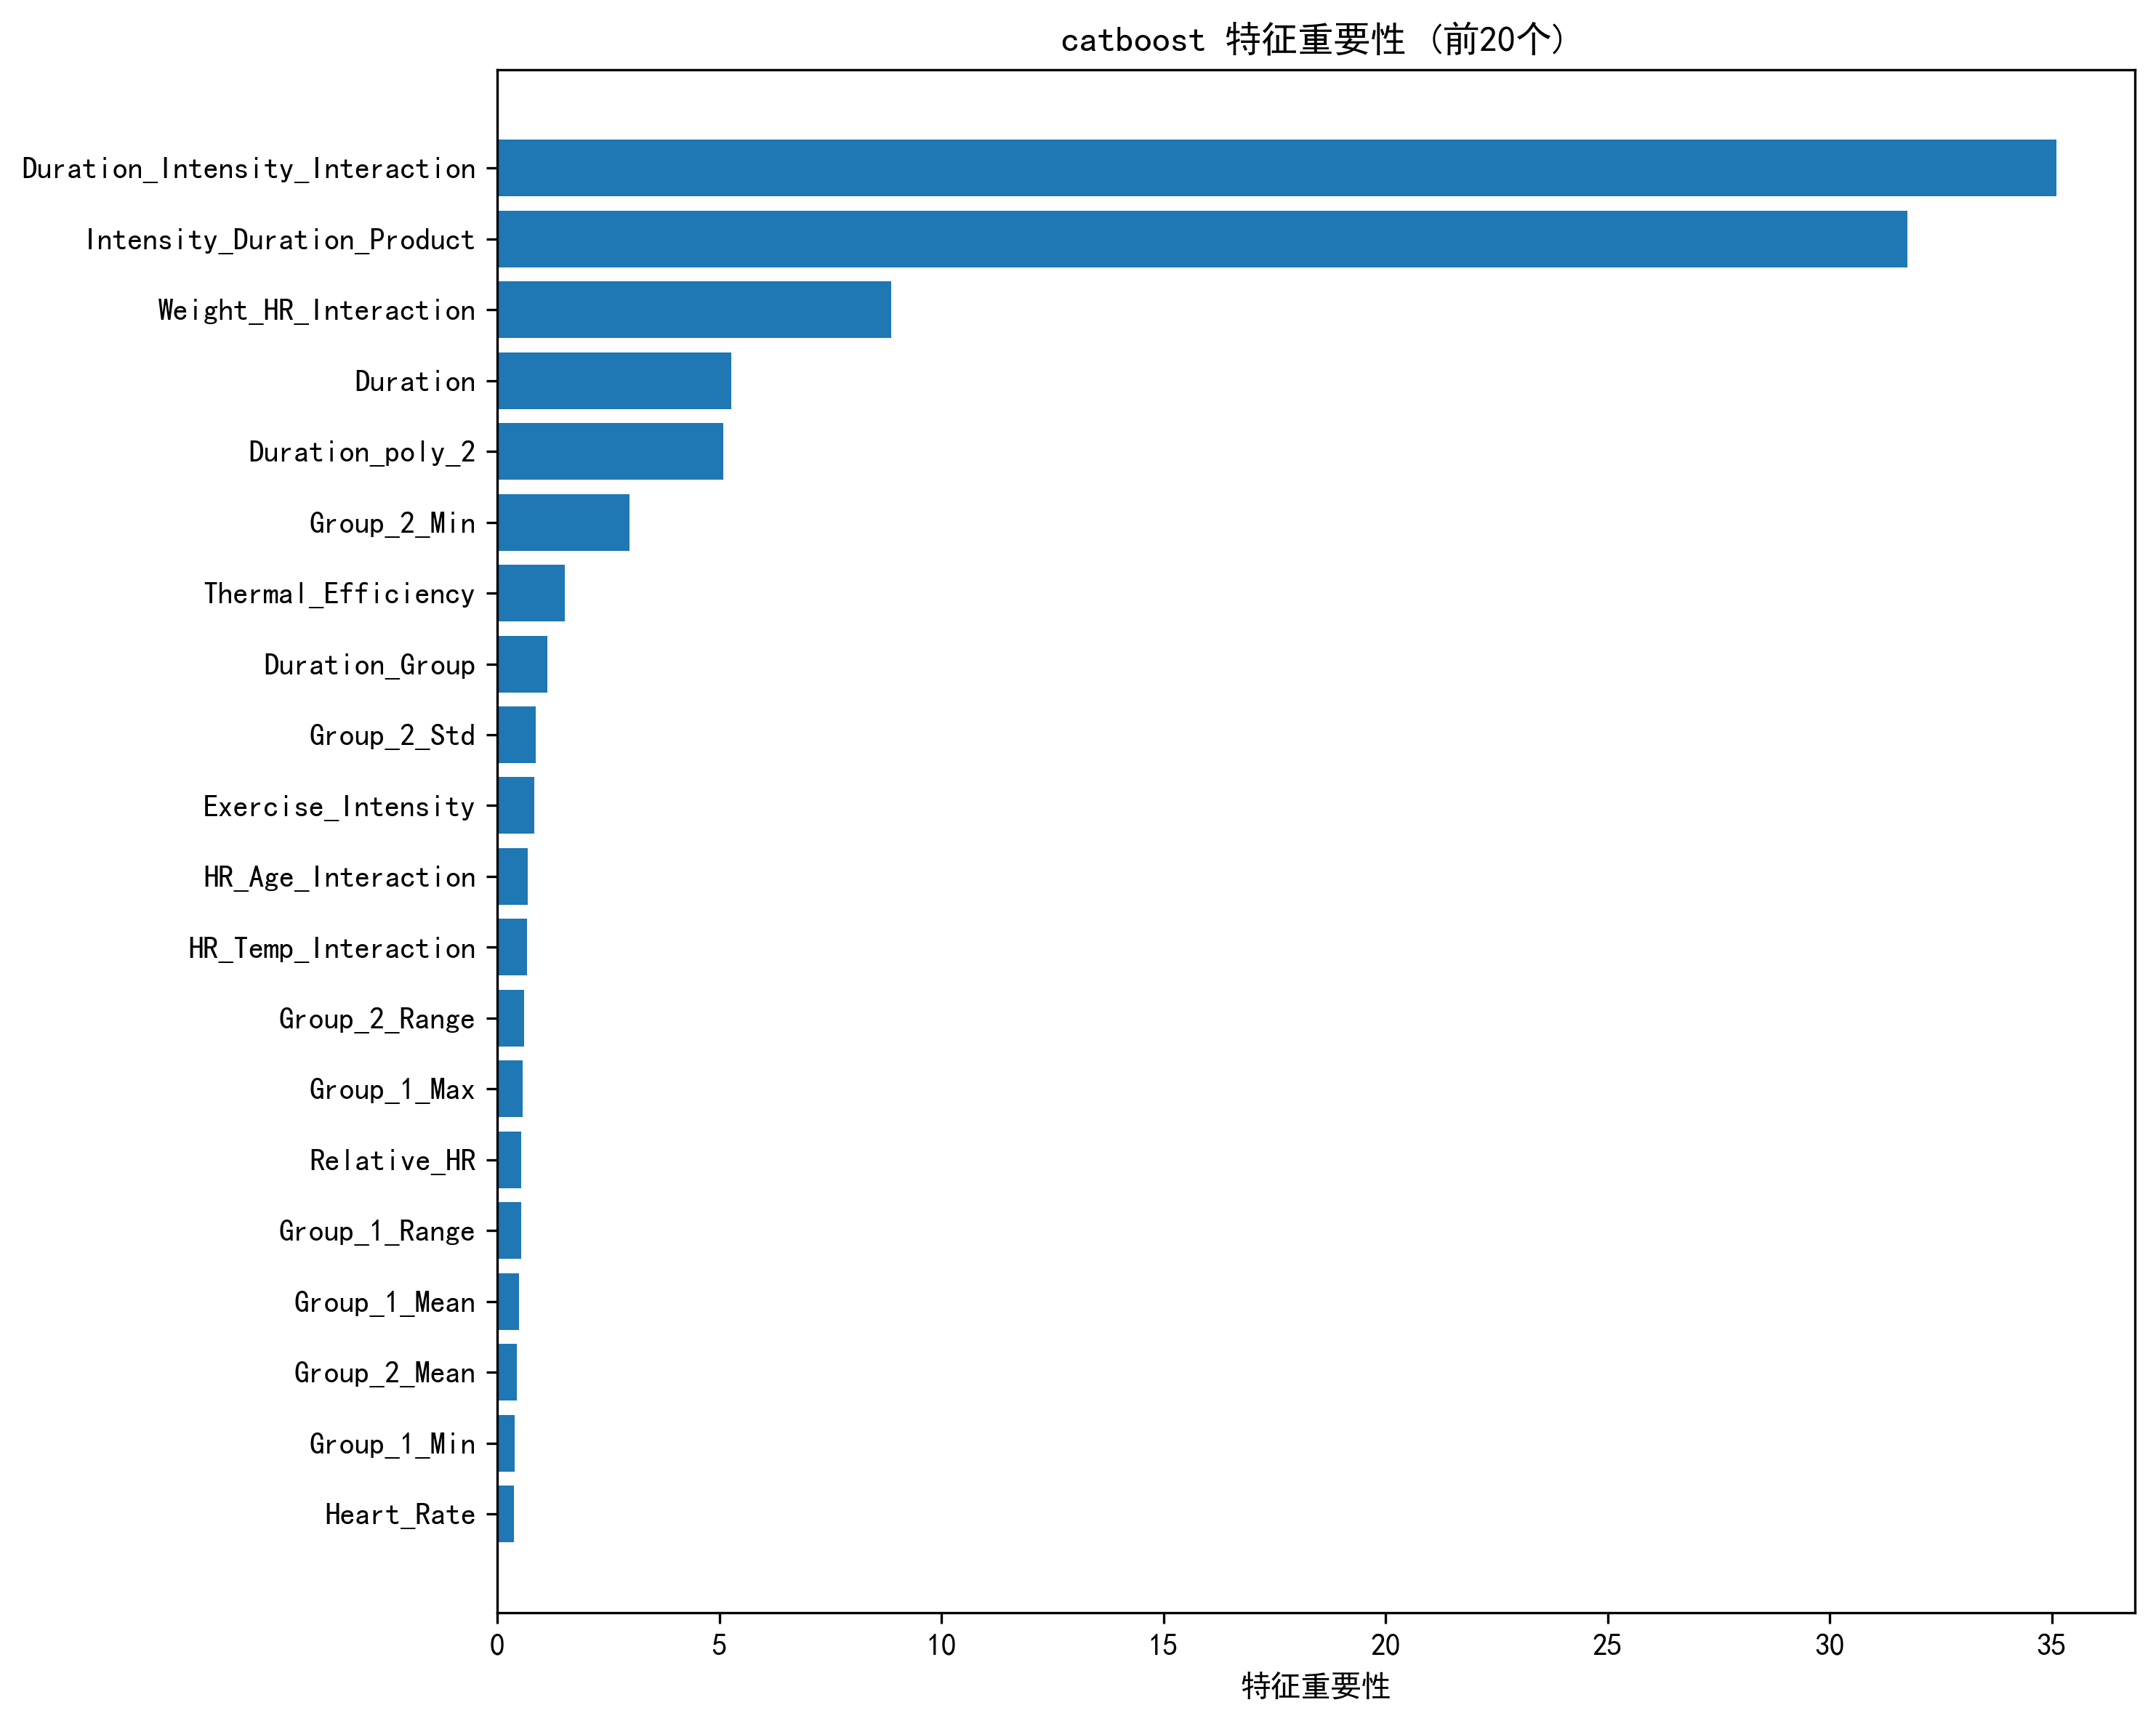 catboost 特征重要性 (前20个)
Duration_Intensity_Interaction
Intensity_Duration_Product
Weight_HR_Interaction
Duration
Duration_poly_2
Group_2_Min
Thermal_Efficiency
Duration_Group
Group_2_Std
Exercise_Intensity
HR_Age_Interaction
HR_Temp_Interaction
Group_2_Range
Group_1_Max
Relative_HR
Group_1_Range
Group_1_Mean
Group_2_Mean
Group_1_Min
Heart_Rate
0 5 10 15 20 25 30 35
特征重要性